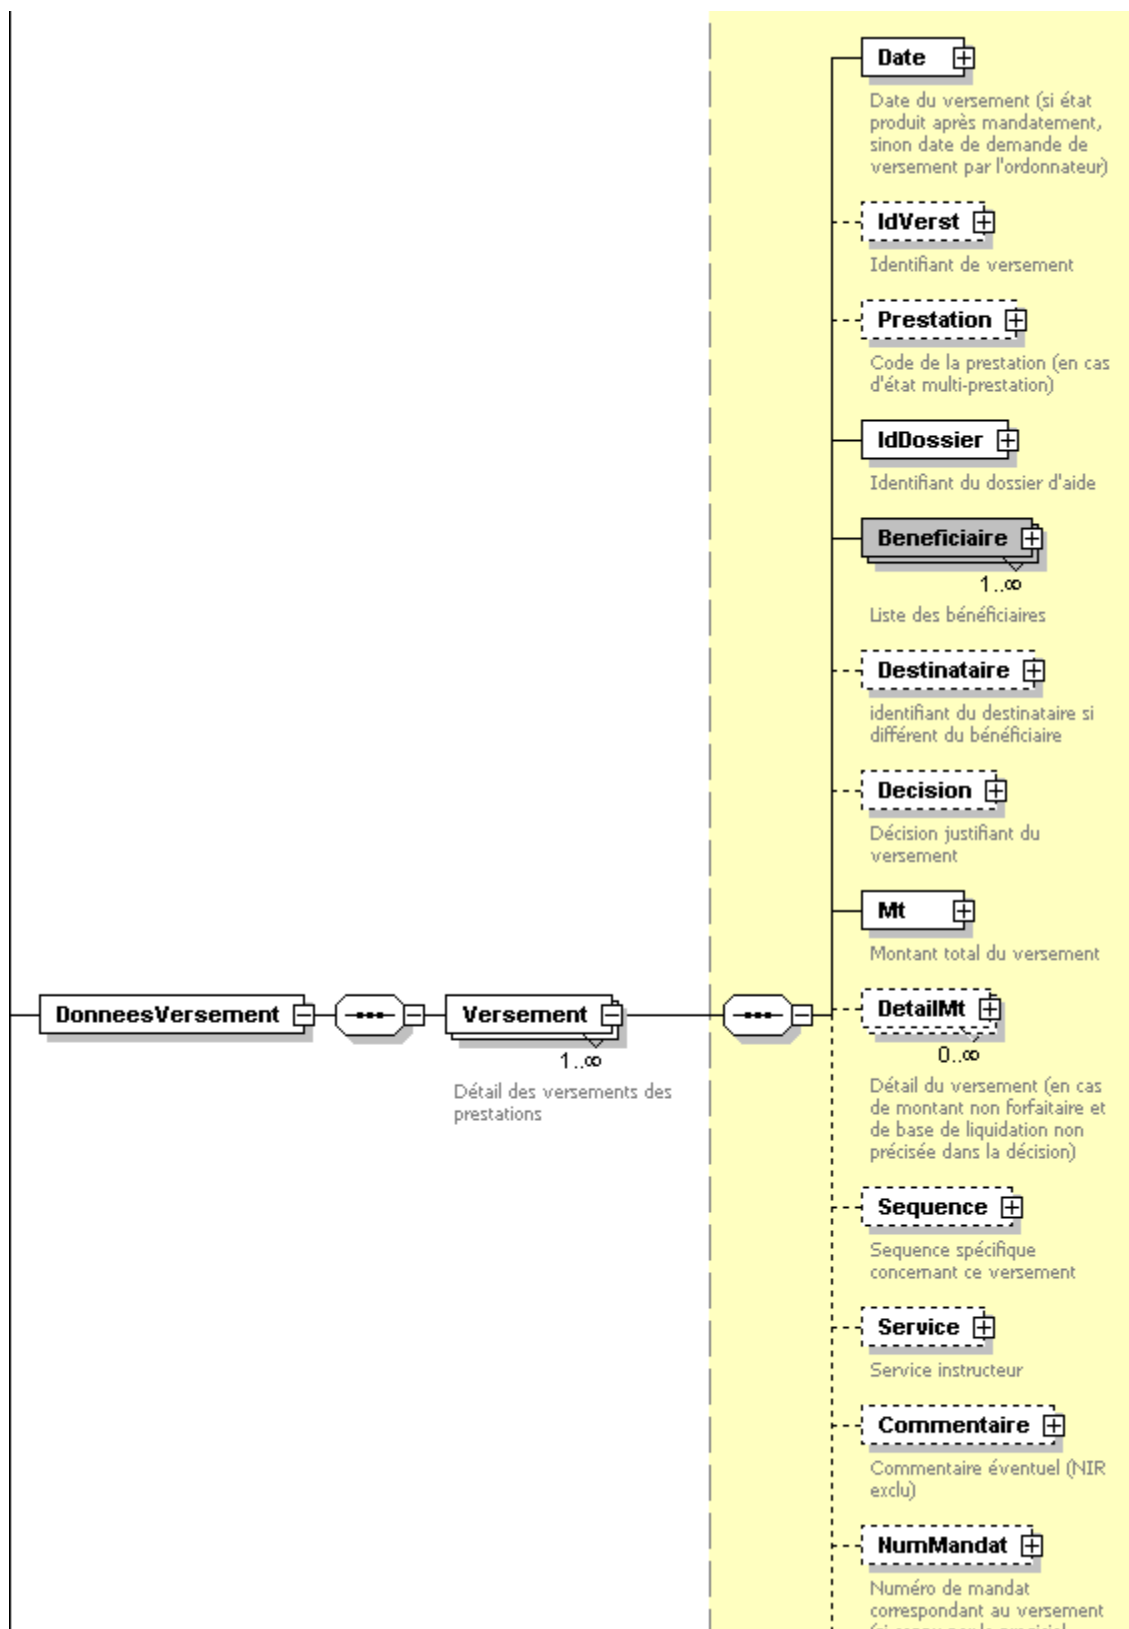 Date
Date du versement (si état
produit après mandatement,
sinon date de demande de
versement par l'ordonnateur)
IdVerst
Identifiant de versement
Prestation
Code de la prestation (en cas
d'état multi-prestation)
IdDossier
Identifiant du dossier d'aide
Beneficiaire
1..∞
Liste des bénéficiaires
Destinataire
identifiant du destinataire si
différent du bénéficiaire
Decision
Décision justifiant du
versement
Mt
Montant total du versement
DonneesVersement
Versement
1..∞
Détail des versements des
prestations
DetailMt
0..∞
Détail du versement (en cas
de montant non forfaitaire et
de base de liquidation non
précisée dans la décision)
Sequence
Sequence spécifique
concernant ce versement
Service
Service instructeur
Commentaire
Commentaire éventuel (NIR
exclu)
NumMandat
Numéro de mandat
correspondant au versement